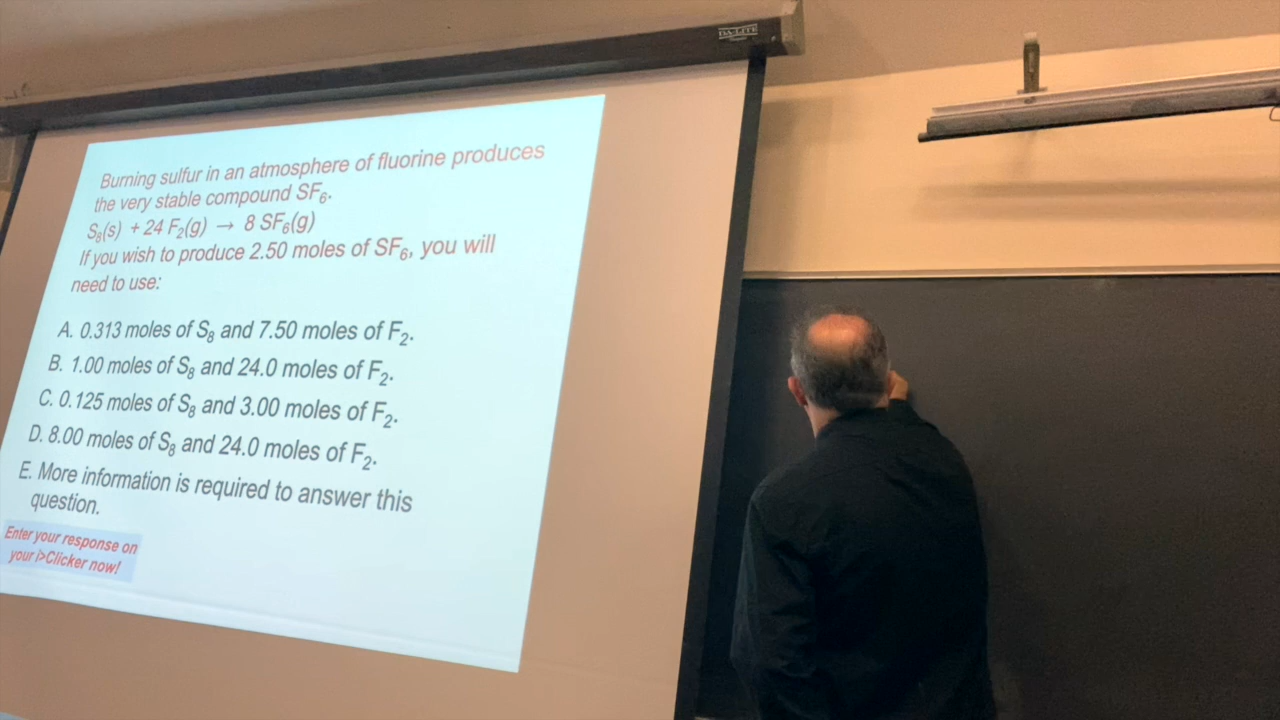 DA-LITE
Burning sulfur in an atmosphere of fluorine produces
the very stable compound SF₆.
S₈(s) + 24 F₂(g) → 8 SF₆(g)
If you wish to produce 2.50 moles of SF₆, you will
need to use:
A. 0.313 moles of S₈ and 7.50 moles of F₂.
B. 1.00 moles of S₈ and 24.0 moles of F₂.
C. 0.125 moles of S₈ and 3.00 moles of F₂.
D. 8.00 moles of S₈ and 24.0 moles of F₂.
E. More information is required to answer this
question.
Enter your response on
your i>Clicker now!